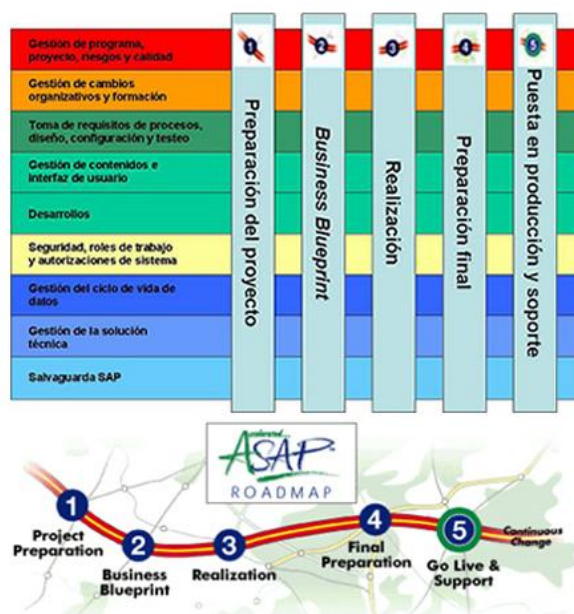 Gestión de programa,
proyecto, riesgos y calidad
Gestión de cambios
organizativos y formación
Toma de requisitos de procesos,
diseño, configuración y testeo
Gestión de contenidos e
interfaz de usuario
Desarrollos
Seguridad, roles de trabajo
y autorizaciones de sistema
Gestión del ciclo de vida de
datos
Gestión de la solución
técnica
Salvaguarda SAP
1
Preparación del proyecto
2
Business Blueprint
3
Realización
4
Preparación final
5
Puesta en producción y soporte
Accelerated
ASAP
ROADMAP
1
Project
Preparation
2
Business
Blueprint
3
Realization
4
Final
Preparation
5
Go Live &
Support
Continuous
Change